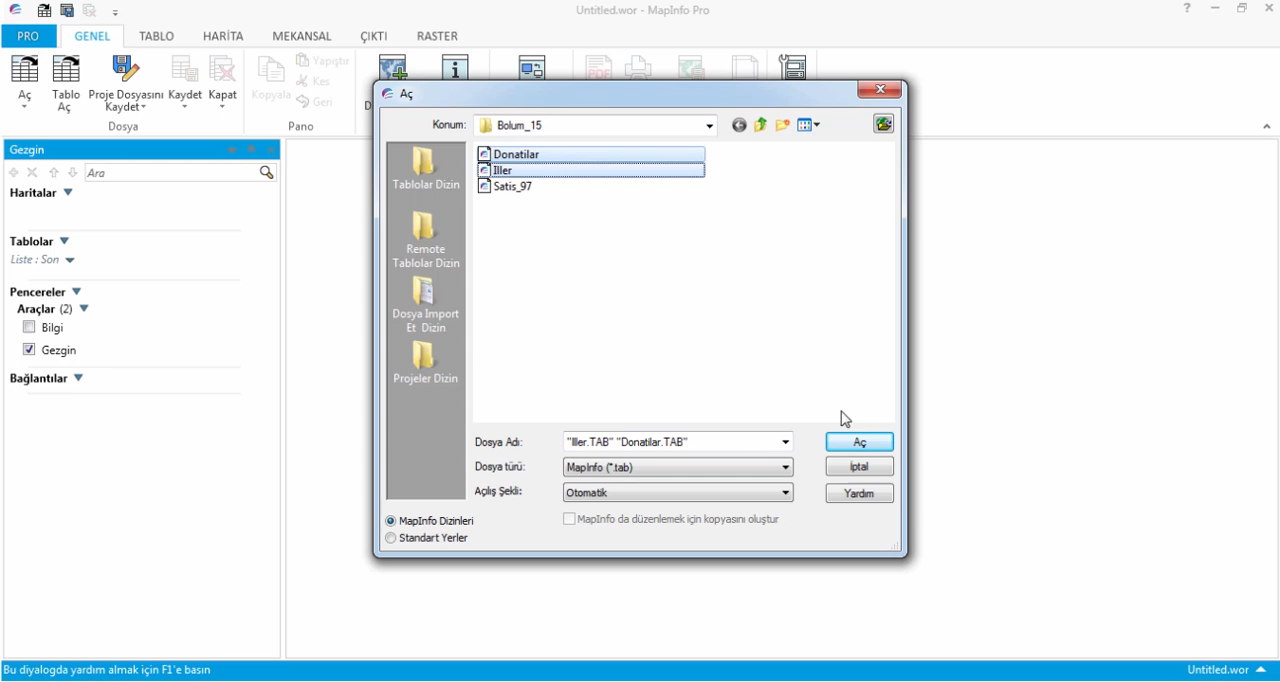 Untitled.wor - MapInfo Pro
PRO GENEL TABLO HARİTA MEKANSAL ÇIKTI RASTER
Aç
Tablo Aç
Proje Dosyasını Kaydet
Kaydet
Kapat
Dosya
Kopyala
Yapıştır
Kes
Geri
Pano
Gezgin
Ara
Haritalar
Tablolar
Liste : Son
Pencereler
Araçlar (2)
Bilgi
Gezgin
Bağlantılar
Aç
Konum: Bolum_15
Tablolar Dizin
Remote
Tablolar Dizin
Dosya Import
Et Dizin
Projeler Dizin
Donatilar
Iller
Satis_97
Dosya Adı: "Iller.TAB" "Donatilar.TAB" Aç
Dosya türü: MapInfo (*.tab) İptal
Açılış Şekli: Otomatik Yardım
MapInfo Dizinleri
MapInfo da düzenlemek için kopyasını oluştur
Standart Yerler
Bu diyalogda yardım almak için F1'e basın
Untitled.wor